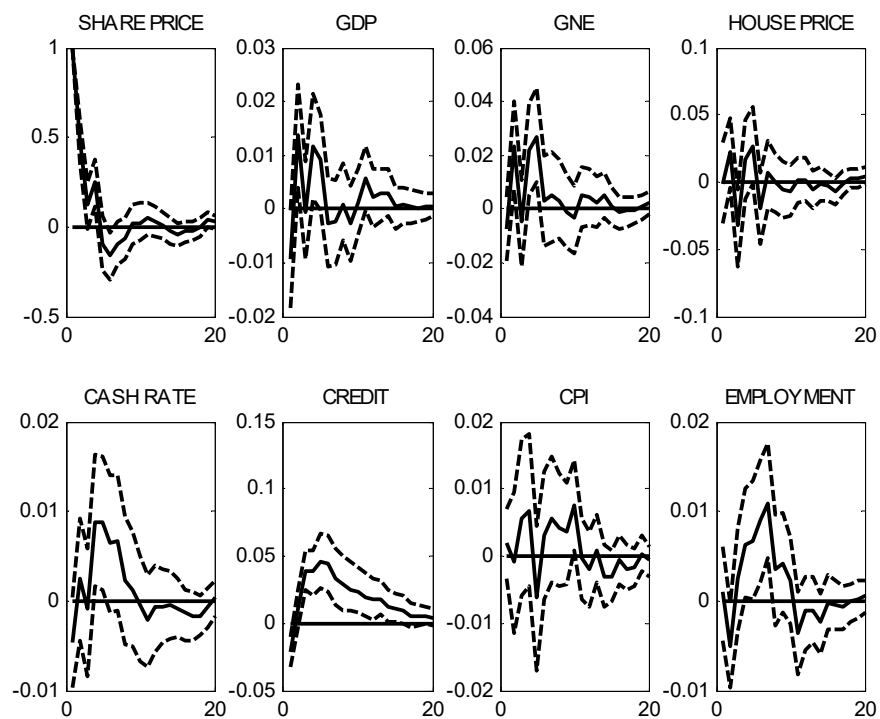 SHARE PRICE GDP GNE HOUSE PRICE
1 0.03 0.06 0.1
0.5 0.02 0.04 0.05
0.01 0.02
0 0 0 0
-0.01 -0.02 -0.05
-0.5 -0.02 -0.04 -0.1
0 20 0 20 0 20 0 20
CASH RATE CREDIT CPI EMPLOYMENT
0.02 0.15 0.02 0.02
0.01 0.1 0.01 0.01
0.05
0 0 0 0
-0.01
-0.01 -0.05 -0.02 -0.01
0 20 0 20 0 20 0 20